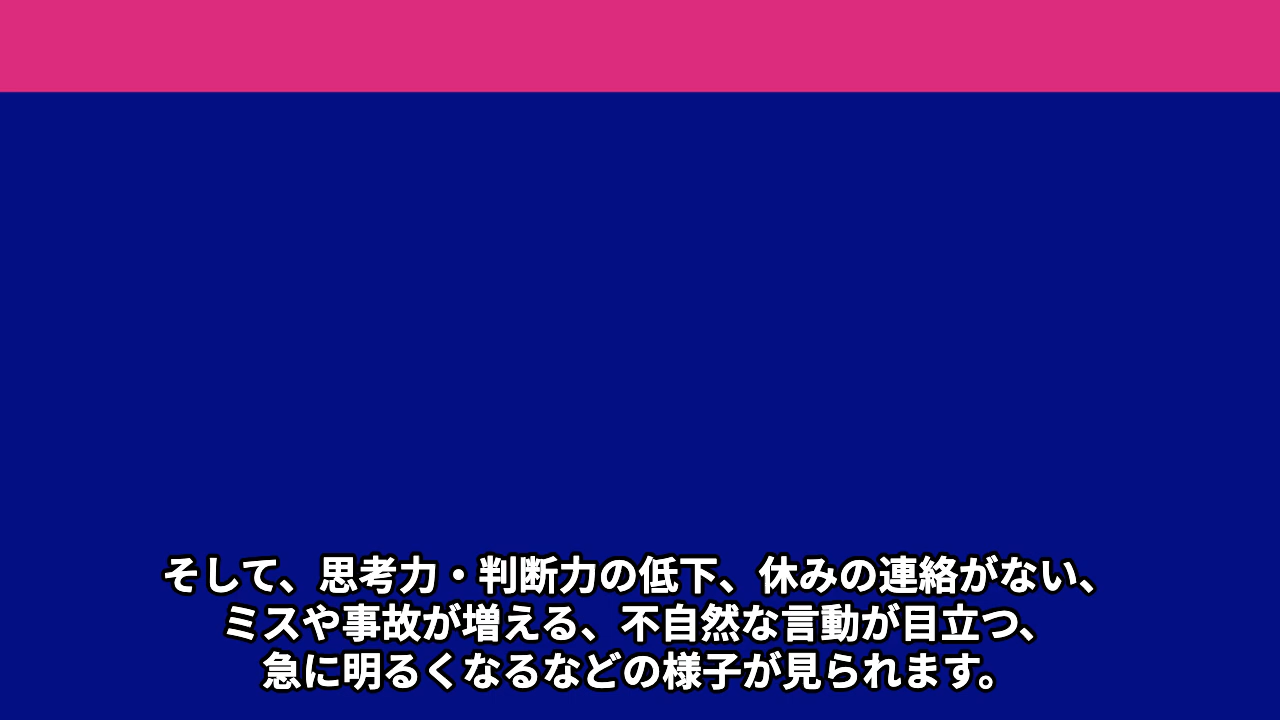 そして、思考力・判断力の低下、休みの連絡がない、
ミスや事故が増える、不自然な言動が目立つ、
急に明るくなるなどの様子が見られます。